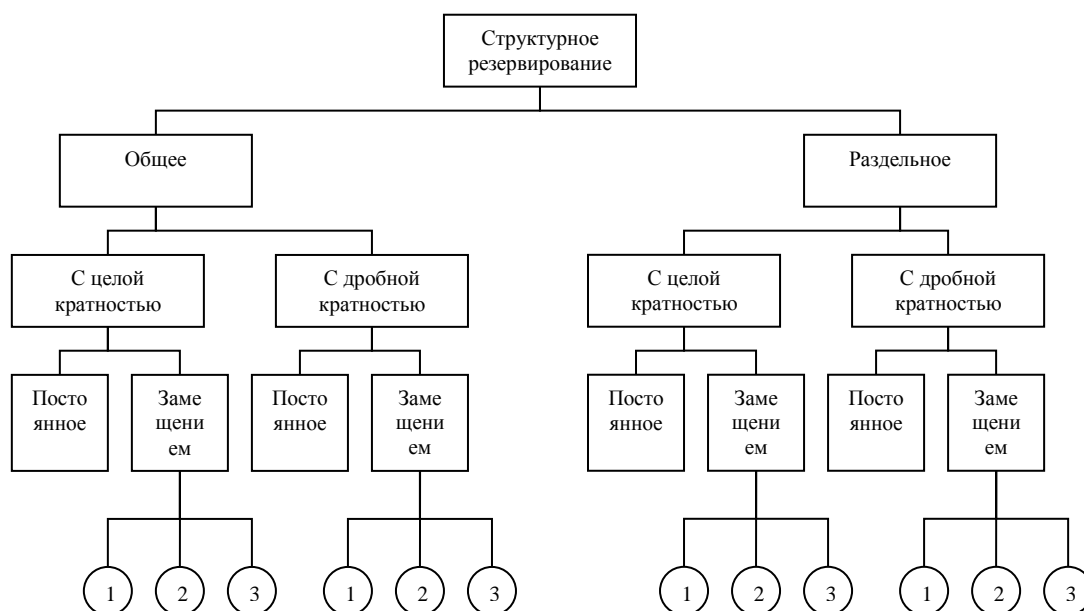 Структурное
резервирование
Общее
Раздельное
С целой
кратностью
С дробной
кратностью
С целой
кратностью
С дробной
кратностью
Посто
янное
Заме
щени
ем
Посто
янное
Заме
щени
ем
Посто
янное
Заме
щени
ем
Посто
янное
Заме
щени
ем
1 2 3 1 2 3 1 2 3 1 2 3